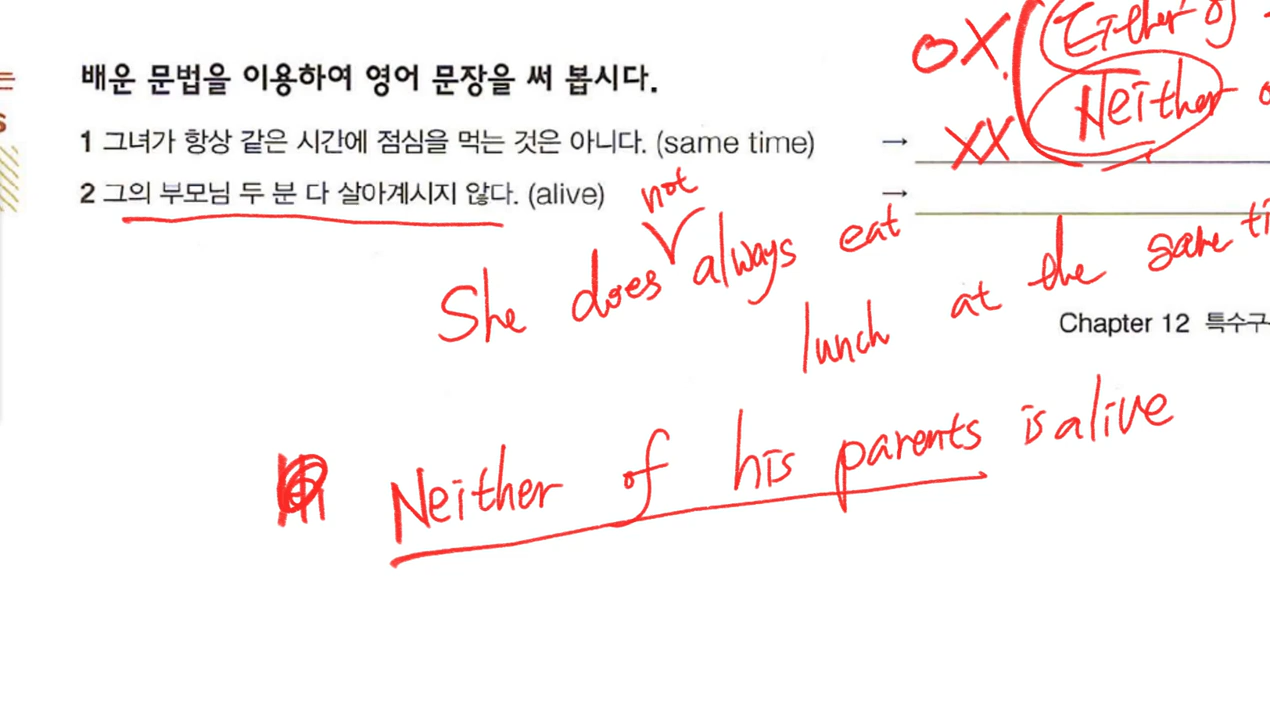 OX
Either of
Neither
XX
배운 문법을 이용하여 영어 문장을 써 봅시다.
1 그녀가 항상 같은 시간에 점심을 먹는 것은 아니다. (same time) →
2 그의 부모님 두 분 다 살아계시지 않다. (alive) →
not
She does always eat
lunch at the same
Chapter 12
Neither of his parents is alive